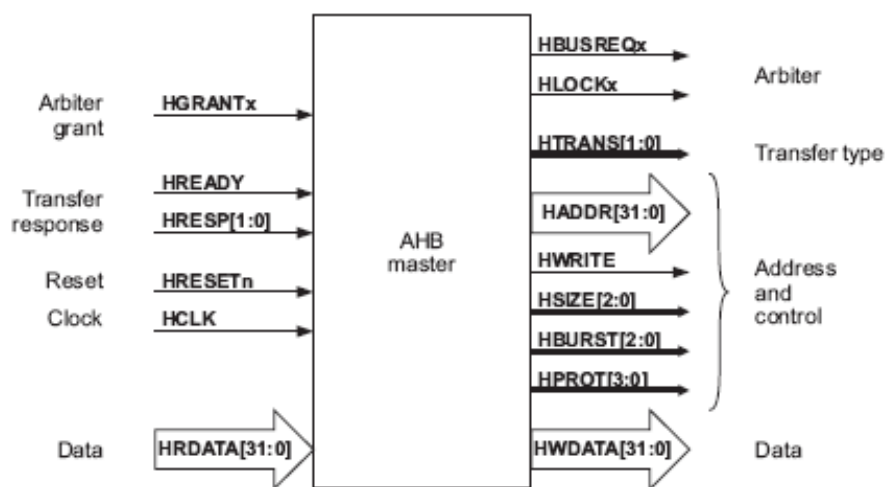 HBUSREQx
Arbiter
HLOCKx
Arbiter
grant
HGRANTx
HTRANS[1:0]
Transfer type
Transfer
response
HREADY
HRESP[1:0]
HADDR[31:0]
AHB
master
HWRITE
Reset
HRESETn
HSIZE[2:0]
Address
and
control
Clock
HCLK
HBURST[2:0]
HPROT[3:0]
Data
HRDATA[31:0]
HWDATA[31:0]
Data